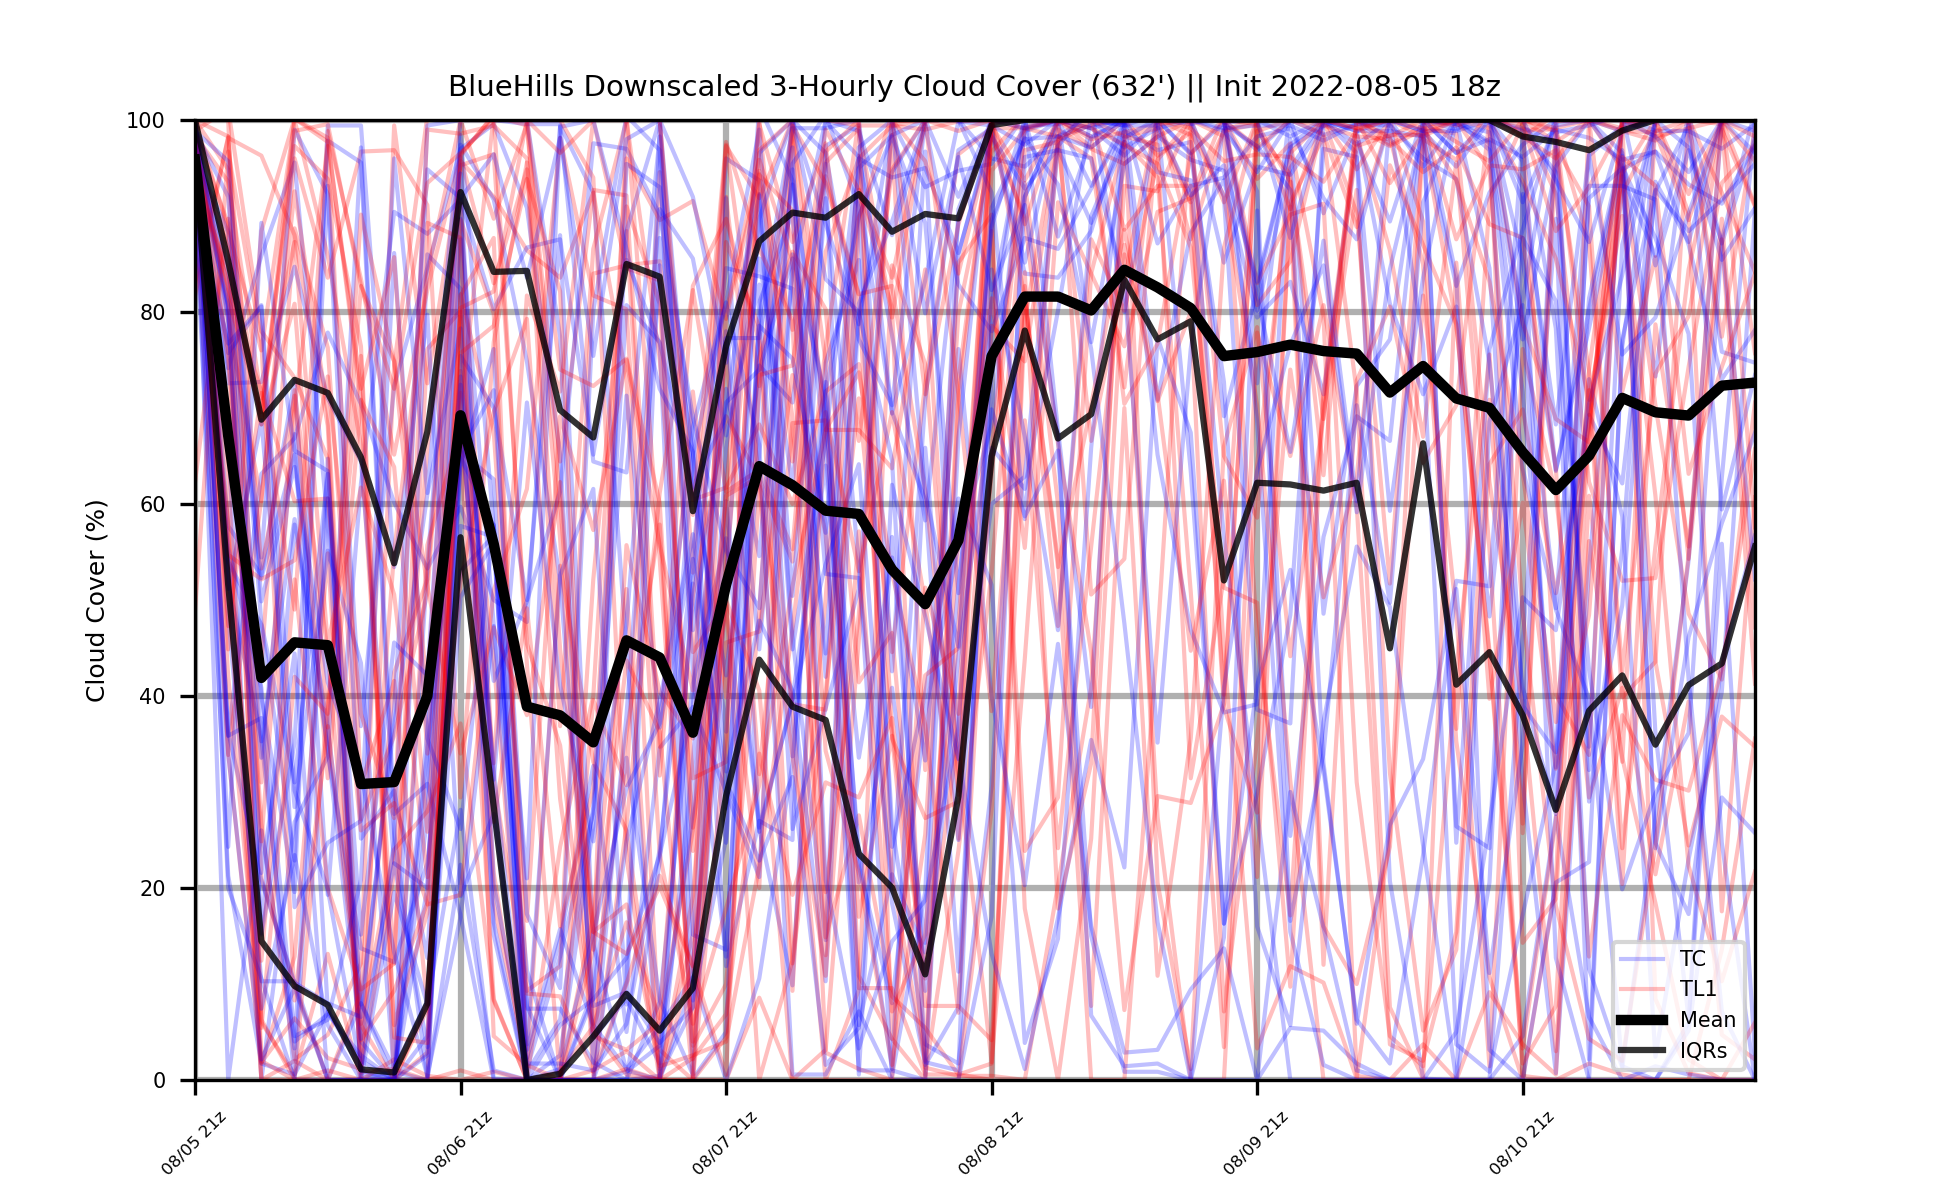 BlueHills Downscaled 3-Hourly Cloud Cover (632') || Init 2022-08-05 18z
Cloud Cover (%)
100
80
60
40
20
0
TC
TL1
Mean
IQRs
08/05 21z
08/06 21z
08/07 21z
08/08 21z
08/09 21z
08/10 21z